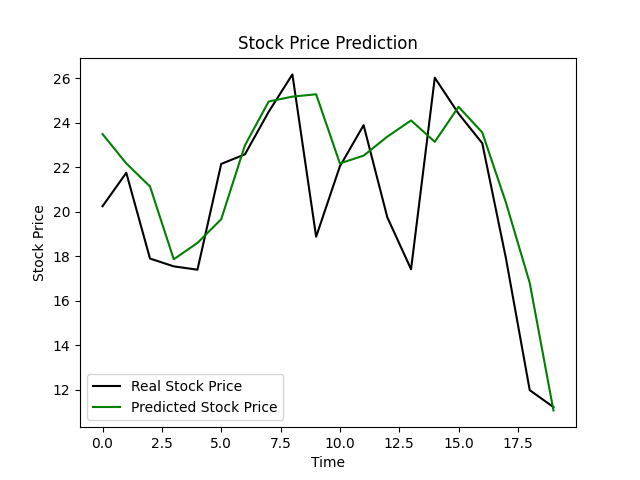 Stock Price Prediction
Stock Price
26
24
22
20
18
16
14
12
Real Stock Price
Predicted Stock Price
0.0 2.5 5.0 7.5 10.0 12.5 15.0 17.5
Time